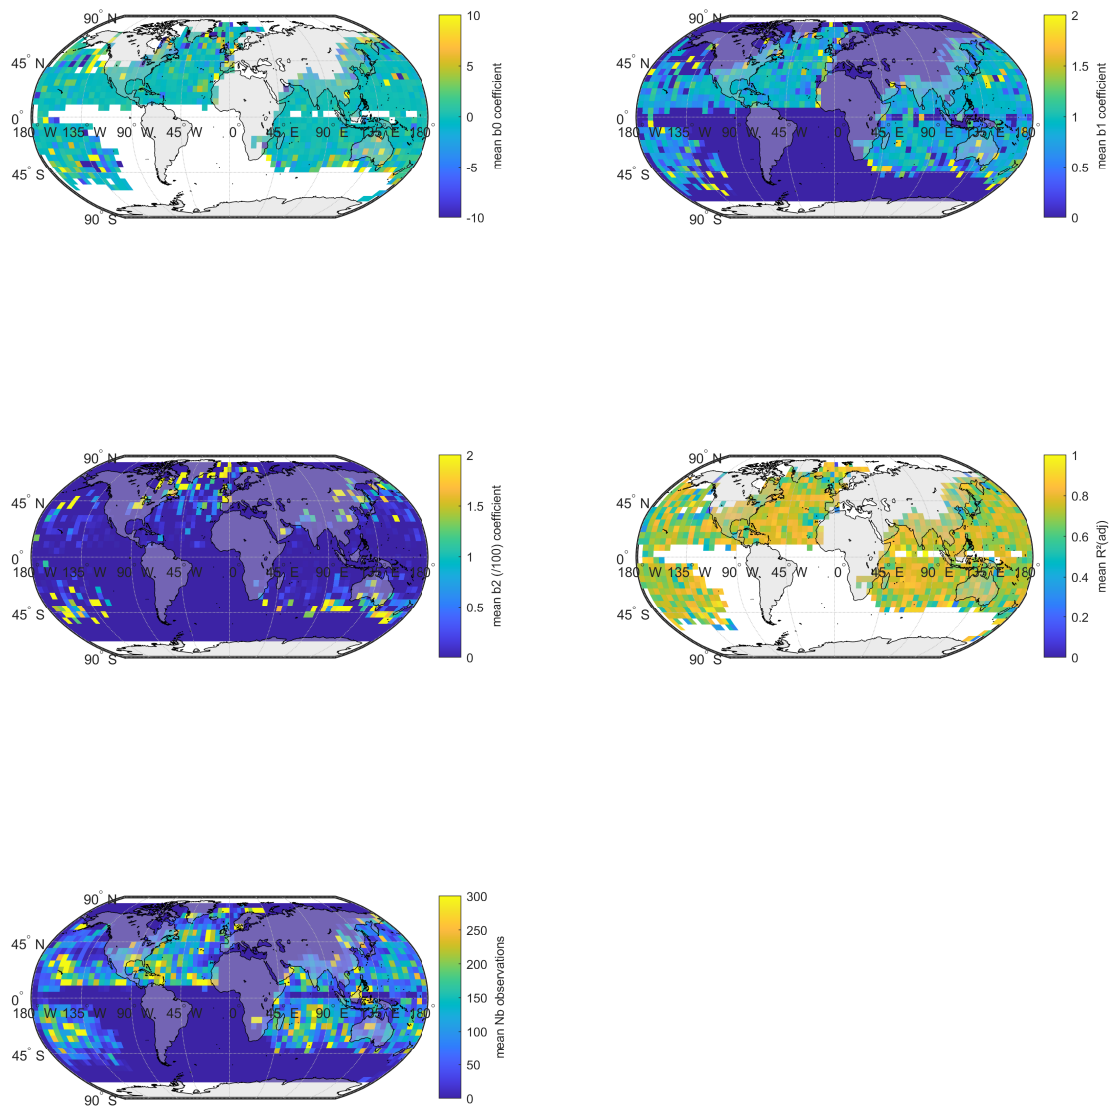 90° N
45° N
0°
180° W 135° W 90° W 45° W 0 45° E 90° E 135° E 180°
45° S
90° S
10
5
0
-5
-10
mean b0 coefficient
90° N
45° N
0°
180° W 135° W 90° W 45° W 0 45° E 90° E 135° E 180°
45° S
90° S
2
1.5
1
0.5
0
mean b1 coefficient
90° N
45° N
0°
180° W 135° W 90° W 45° W 0 45° E 90° E 135° E 180°
45° S
90° S
2
1.5
1
0.5
0
mean b2 (/100) coefficient
90° N
45° N
0°
180° W 135° W 90° W 45° W 0 45° E 90° E 135° E 180°
45° S
90° S
1
0.8
0.6
0.4
0.2
0
mean R²(adj)
90° N
45° N
0°
180° W 135° W 90° W 45° W 0 45° E 90° E 135° E 180°
45° S
90° S
300
250
200
150
100
50
0
mean Nb observations